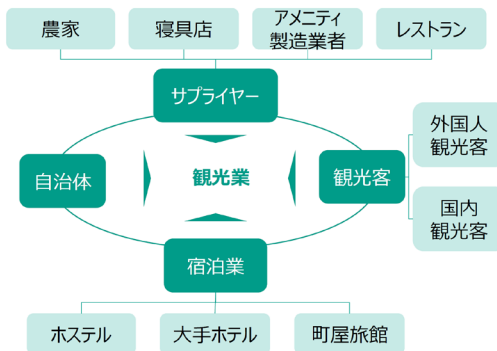 農家
寝具店
アメニティ
製造業者
レストラン
サプライヤー
外国人
観光客
自治体
観光業
観光客
国内
観光客
宿泊業
ホステル
大手ホテル
町屋旅館